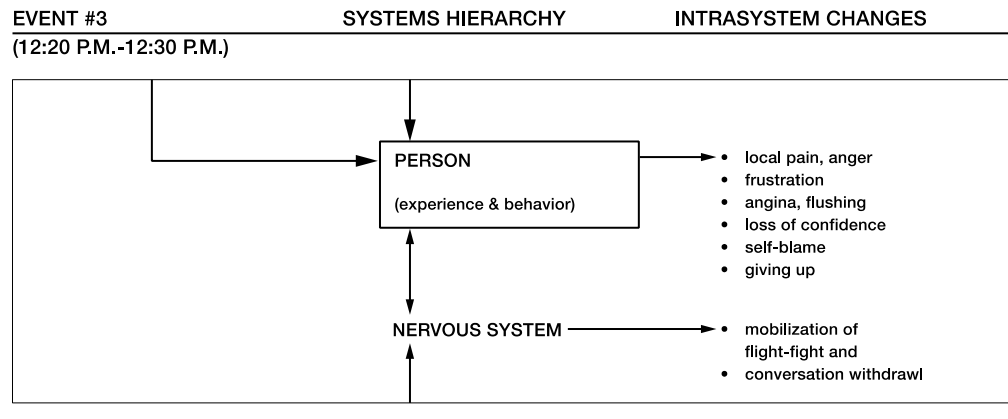 EVENT #3 SYSTEMS HIERARCHY INTRASYSTEM CHANGES
(12:20 P.M.-12:30 P.M.)
PERSON
(experience & behavior)
• local pain, anger
• frustration
• angina, flushing
• loss of confidence
• self-blame
• giving up
NERVOUS SYSTEM
• mobilization of
flight-fight and
• conversation withdrawl